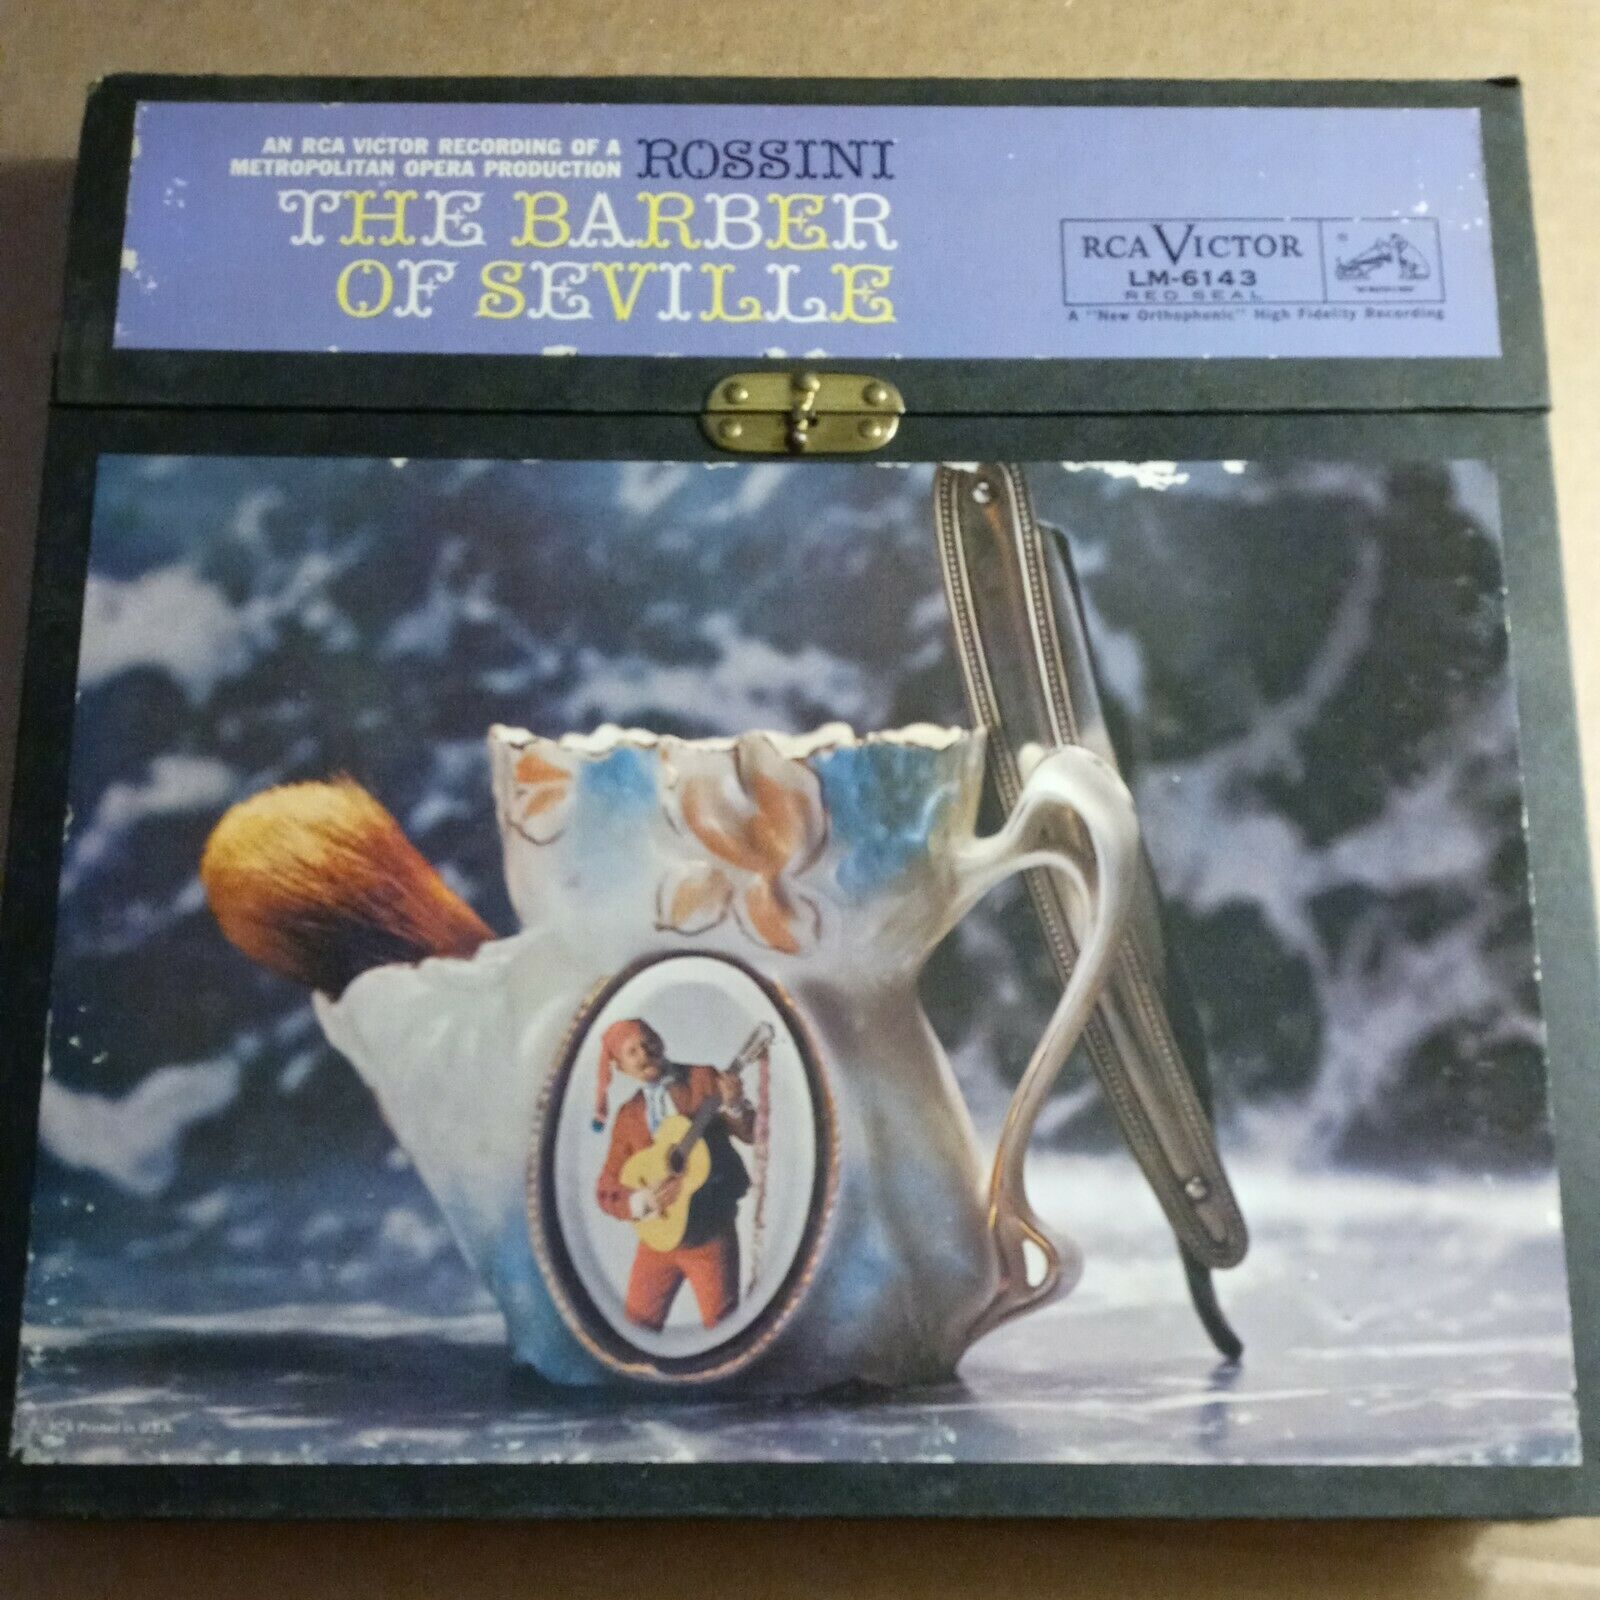 AN RCA VICTOR RECORDING OF A
METROPOLITAN OPERA PRODUCTION
ROSSINI
THE BARBER
OF SEVILLE
RCA VICTOR
LM-6143
RED SEAL
A "New Orthophonic" High Fidelity Recording
Printed in U.S.A.